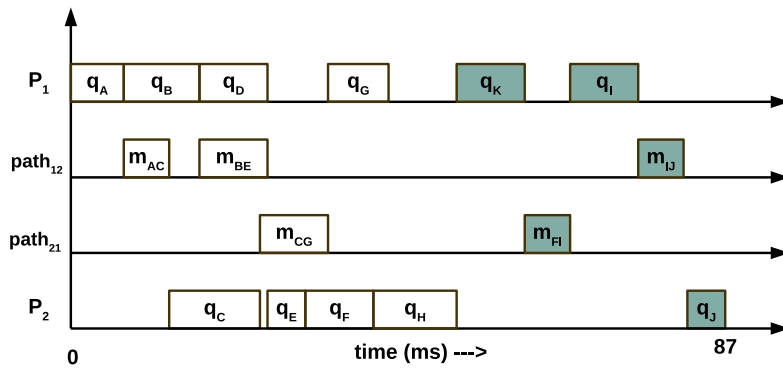 P1 qA qB qD qG qK qI
path12 mAC mBE mIJ
path21 mCG mFI
P2 qC qE qF qH qJ
0 time (ms) ---> 87